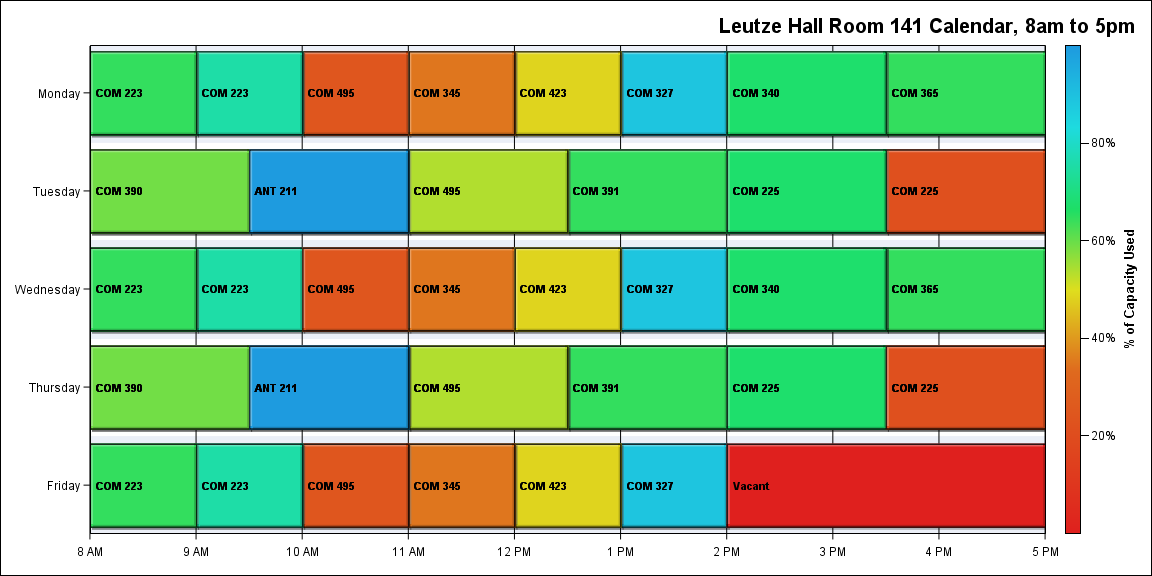 Leutze Hall Room 141 Calendar, 8am to 5pm
Monday
COM 223
COM 223
COM 495
COM 345
COM 423
COM 327
COM 340
COM 365
Tuesday
COM 390
ANT 211
COM 495
COM 391
COM 225
COM 225
Wednesday
COM 223
COM 223
COM 495
COM 345
COM 423
COM 327
COM 340
COM 365
Thursday
COM 390
ANT 211
COM 495
COM 391
COM 225
COM 225
Friday
COM 223
COM 223
COM 495
COM 345
COM 423
COM 327
Vacant
8 AM
9 AM
10 AM
11 AM
12 PM
1 PM
2 PM
3 PM
4 PM
5 PM
80%
60%
40%
20%
% of Capacity Used